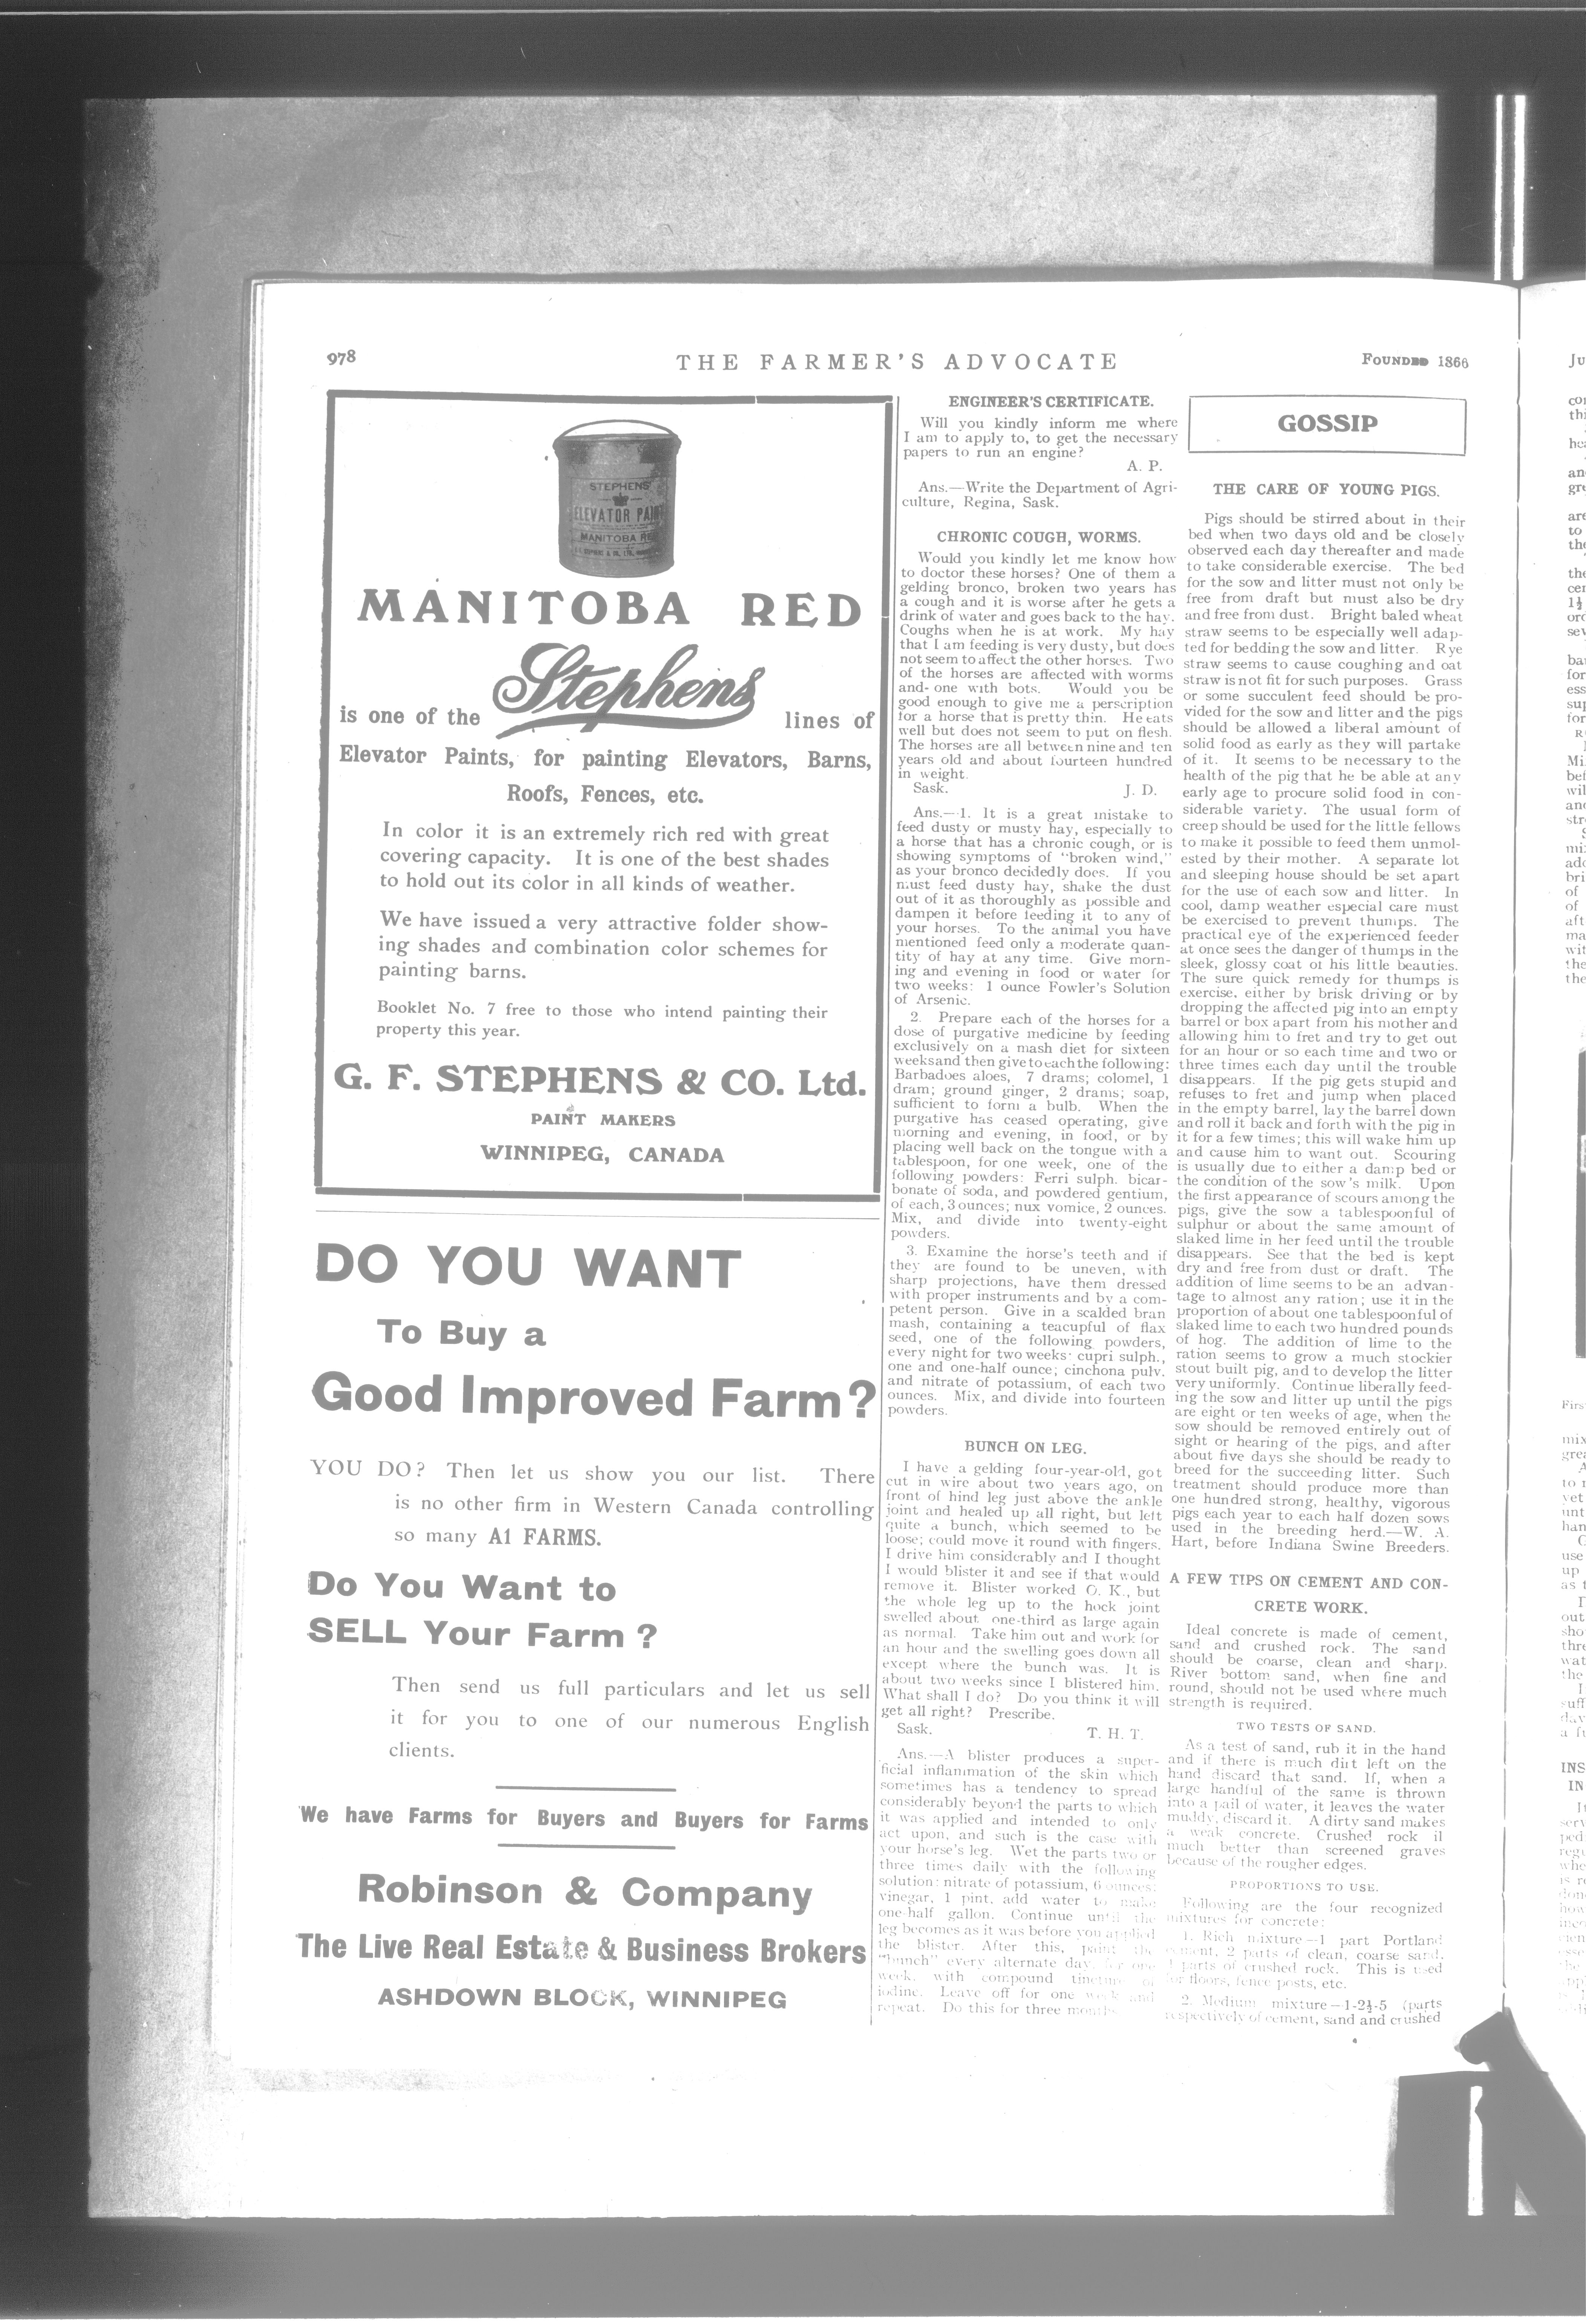 978
THE FARMER'S ADVOCATE
FOUNDED 1866
STEPHENS'
ELEVATOR PAINT
MANITOBA RED
MANITOBA RED
is one of the Stephens lines of
Elevator Paints, for painting Elevators, Barns,
Roofs, Fences, etc.
In color it is an extremely rich red with great
covering capacity. It is one of the best shades
to hold out its color in all kinds of weather.
We have issued a very attractive folder show-
ing shades and combination color schemes for
painting barns.
Booklet No. 7 free to those who intend painting their
property this year.
G. F. STEPHENS & CO. Ltd.
PAINT MAKERS
WINNIPEG, CANADA
DO YOU WANT
To Buy a
Good Improved Farm?
YOU DO? Then let us show you our list. There
is no other firm in Western Canada controlling
so many A1 FARMS.
Do You Want to
SELL Your Farm ?
Then send us full particulars and let us sell
it for you to one of our numerous English
clients.
We have Farms for Buyers and Buyers for Farms
Robinson & Company
The Live Real Estate & Business Brokers
ASHDOWN BLOCK, WINNIPEG
ENGINEER'S CERTIFICATE.
Will you kindly inform me where
I am to apply to, to get the necessary
papers to run an engine?
A. P.
Ans.—Write the Department of Agri-
culture, Regina, Sask.
CHRONIC COUGH, WORMS.
Would you kindly let me know how
to doctor these horses? One of them a
gelding bronco, broken two years has
a cough and it is worse after he gets a
drink of water and goes back to the hay.
Coughs when he is at work. My hay
that I am feeding is very dusty, but does
not seem to affect the other horses. Two
of the horses are affected with worms
and- one with bots. Would you be
good enough to give me a perscription
for a horse that is pretty thin. He eats
well but does not seem to put on flesh.
The horses are all between nine and ten
years old and about fourteen hundred
in weight.
Sask. J. D.
Ans.—1. It is a great mistake to
feed dusty or musty hay, especially to
a horse that has a chronic cough, or is
showing symptoms of "broken wind,"
as your bronco decidedly does. If you
must feed dusty hay, shake the dust
out of it as thoroughly as possible and
dampen it before feeding it to any of
your horses. To the animal you have
mentioned feed only a moderate quan-
tity of hay at any time. Give morn-
ing and evening in food or water for
two weeks: 1 ounce Fowler's Solution
of Arsenic.
2. Prepare each of the horses for a
dose of purgative medicine by feeding
exclusively on a mash diet for sixteen
weeks and then give to each the following:
Barbadoes aloes, 7 drams; colomel, 1
dram; ground ginger, 2 drams; soap,
sufficient to form a bulb. When the
purgative has ceased operating, give
morning and evening, in food, or by
placing well back on the tongue with a
tablespoon, for one week, one of the
following powders: Ferri sulph. bicar-
bonate of soda, and powdered gentium,
of each, 3 ounces; nux vomice, 2 ounces.
Mix, and divide into twenty-eight
powders.
3. Examine the horse's teeth and if
they are found to be uneven, with
sharp projections, have them dressed
with proper instruments and by a com-
petent person. Give in a scalded bran
mash, containing a teacupful of flax
seed, one of the following powders,
every night for two weeks: cupri sulph.,
one and one-half ounce; cinchona pulv.
and nitrate of potassium, of each two
ounces. Mix, and divide into fourteen
powders.
BUNCH ON LEG.
I have a gelding four-year-old, got
cut in wire about two years ago, on
front of hind leg just above the ankle
joint and healed up all right, but left
quite a bunch, which seemed to be
loose; could move it round with fingers.
I drive him considerably and I thought
I would blister it and see if that would
remove it. Blister worked O. K., but
the whole leg up to the hock joint
swelled about one-third as large again
as normal. Take him out and work for
an hour and the swelling goes down all
except where the bunch was. It is
about two weeks since I blistered him.
What shall I do? Do you think it will
get all right? Prescribe.
Sask. T. H. T.
Ans.—A blister produces a super-
ficial inflammation of the skin which
sometimes has a tendency to spread
considerably beyond the parts to which
it was applied and intended to only
act upon, and such is the case with
your horse's leg. Wet the parts two or
three times daily with the following
solution: nitrate of potassium, 6 ounces;
vinegar, 1 pint, add water to make
one-half gallon. Continue until the
leg becomes as it was before you applied
the blister. After this, paint the
"bunch" every alternate day, for one
week, with compound tincture of
iodine. Leave off for one week and
repeat. Do this for three months.
GOSSIP
THE CARE OF YOUNG PIGS.
Pigs should be stirred about in their
bed when two days old and be closely
observed each day thereafter and made
to take considerable exercise. The bed
for the sow and litter must not only be
free from draft but must also be dry
and free from dust. Bright baled wheat
straw seems to be especially well adap-
ted for bedding the sow and litter. Rye
straw seems to cause coughing and oat
straw is not fit for such purposes. Grass
or some succulent feed should be pro-
vided for the sow and litter and the pigs
should be allowed a liberal amount of
solid food as early as they will partake
of it. It seems to be necessary to the
health of the pig that he be able at any
early age to procure solid food in con-
siderable variety. The usual form of
creep should be used for the little fellows
to make it possible to feed them unmol-
ested by their mother. A separate lot
and sleeping house should be set apart
for the use of each sow and litter. In
cool, damp weather especial care must
be exercised to prevent thumps. The
practical eye of the experienced feeder
at once sees the danger of thumps in the
sleek, glossy coat of his little beauties.
The sure quick remedy for thumps is
exercise, either by brisk driving or by
dropping the affected pig into an empty
barrel or box apart from his mother and
allowing him to fret and try to get out
for an hour or so each time and two or
three times each day until the trouble
disappears. If the pig gets stupid and
refuses to fret and jump when placed
in the empty barrel, lay the barrel down
and roll it back and forth with the pig in
it for a few times; this will wake him up
and cause him to want out. Scouring
is usually due to either a damp bed or
the condition of the sow's milk. Upon
the first appearance of scours among the
pigs, give the sow a tablespoonful of
sulphur or about the same amount of
slaked lime in her feed until the trouble
disappears. See that the bed is kept
dry and free from dust or draft. The
addition of lime seems to be an advan-
tage to almost any ration; use it in the
proportion of about one tablespoonful of
slaked lime to each two hundred pounds
of hog. The addition of lime to the
ration seems to grow a much stockier
stout built pig, and to develop the litter
very uniformly. Continue liberally feed-
ing the sow and litter up until the pigs
are eight or ten weeks of age, when the
sow should be removed entirely out of
sight or hearing of the pigs, and after
about five days she should be ready to
breed for the succeeding litter. Such
treatment should produce more than
one hundred strong, healthy, vigorous
pigs each year to each half dozen sows
used in the breeding herd.—W. A.
Hart, before Indiana Swine Breeders.
A FEW TIPS ON CEMENT AND CON-
CRETE WORK.
Ideal concrete is made of cement,
sand and crushed rock. The sand
should be coarse, clean and sharp.
River bottom sand, when fine and
round, should not be used where much
strength is required.
TWO TESTS OF SAND.
As a test of sand, rub it in the hand
and if there is much dirt left on the
hand discard that sand. If, when a
large handful of the same is thrown
into a pail of water, it leaves the water
muddy, discard it. A dirty sand makes
a weak concrete. Crushed rock il
much better than screened graves
because of the rougher edges.
PROPORTIONS TO USE.
Following are the four recognized
mixtures for concrete:
1. Rich mixture—1 part Portland
cement, 2 parts of clean, coarse sand.
4 parts of crushed rock. This is used
for floors, fence posts, etc.
2. Medium mixture—1-2½-5 (parts
respectively of cement, sand and crushed